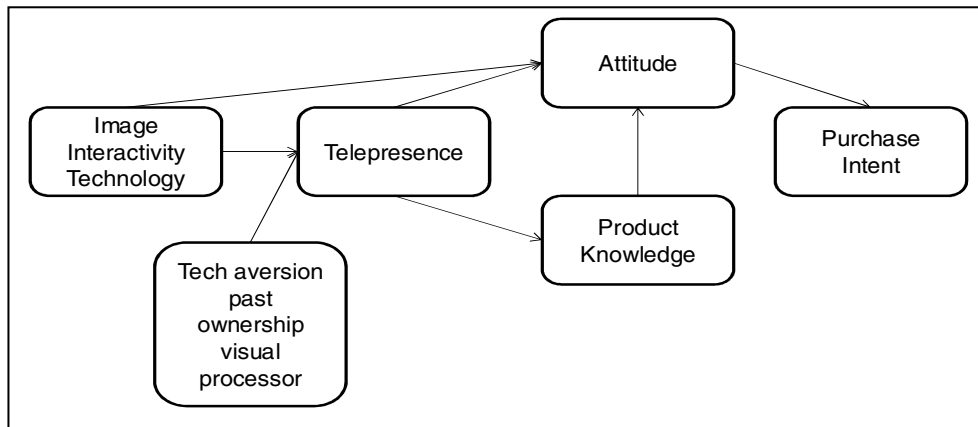 Attitude
Image
Interactivity
Technology
Telepresence
Purchase
Intent
Product
Knowledge
Tech aversion
past
ownership
visual
processor